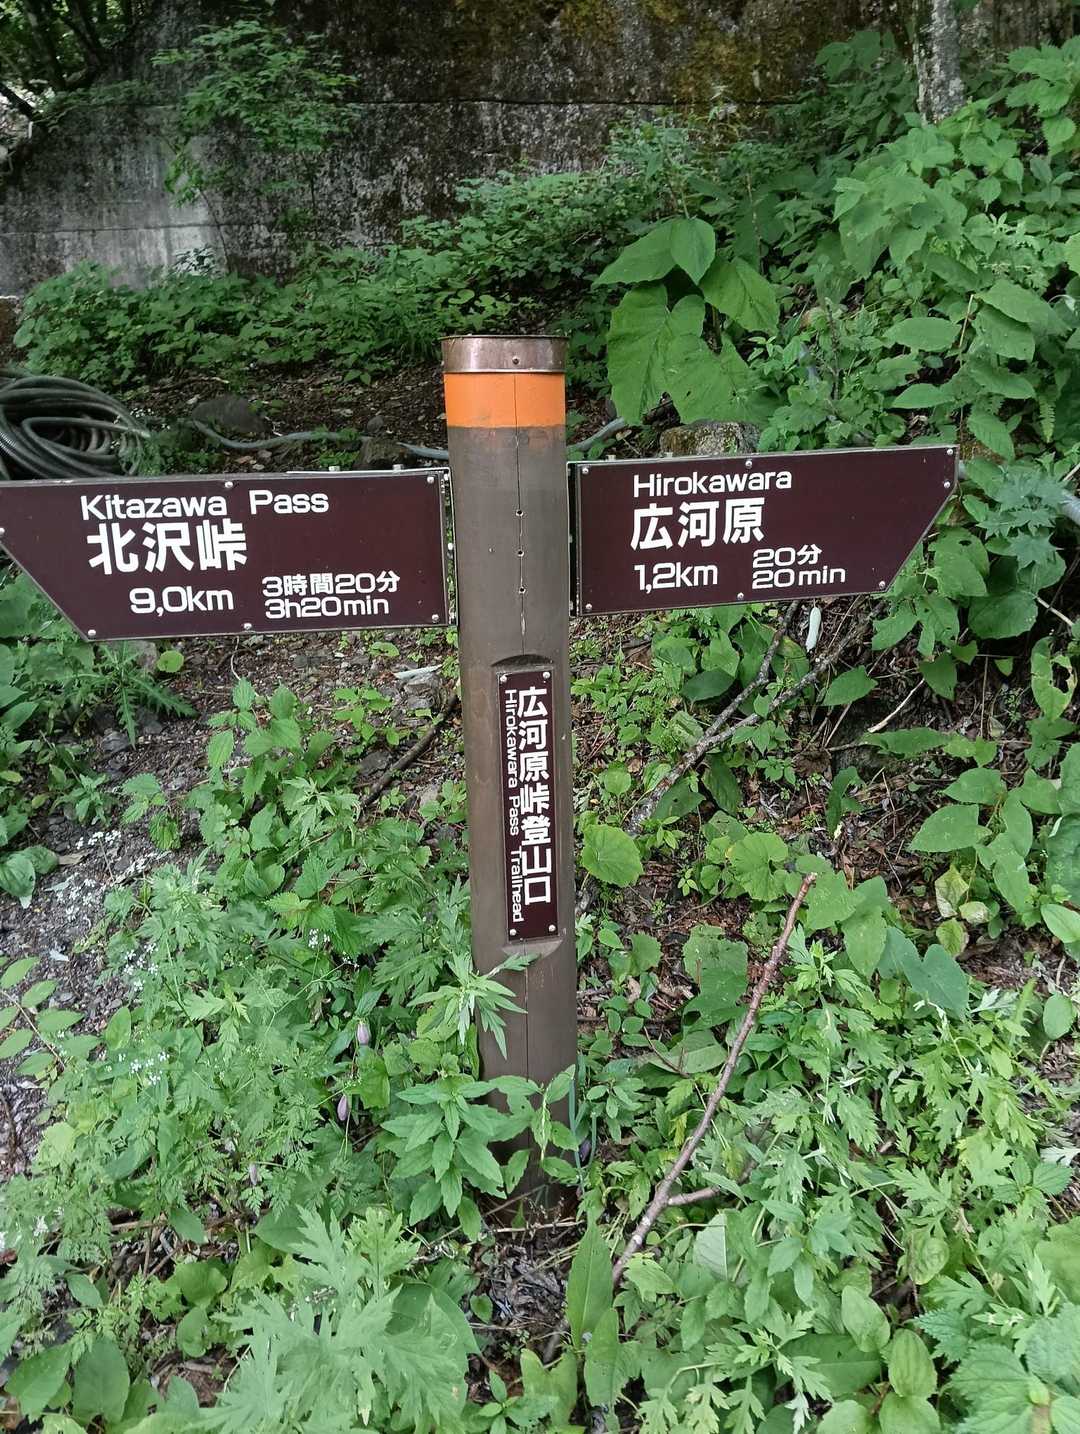 Kitazawa Pass
北沢峠
9,0km
3時間20分
3h20min
Hirokawara
広河原
1,2km
20分
20min
広河原峠登山口
Hirokawara Pass Trailhead